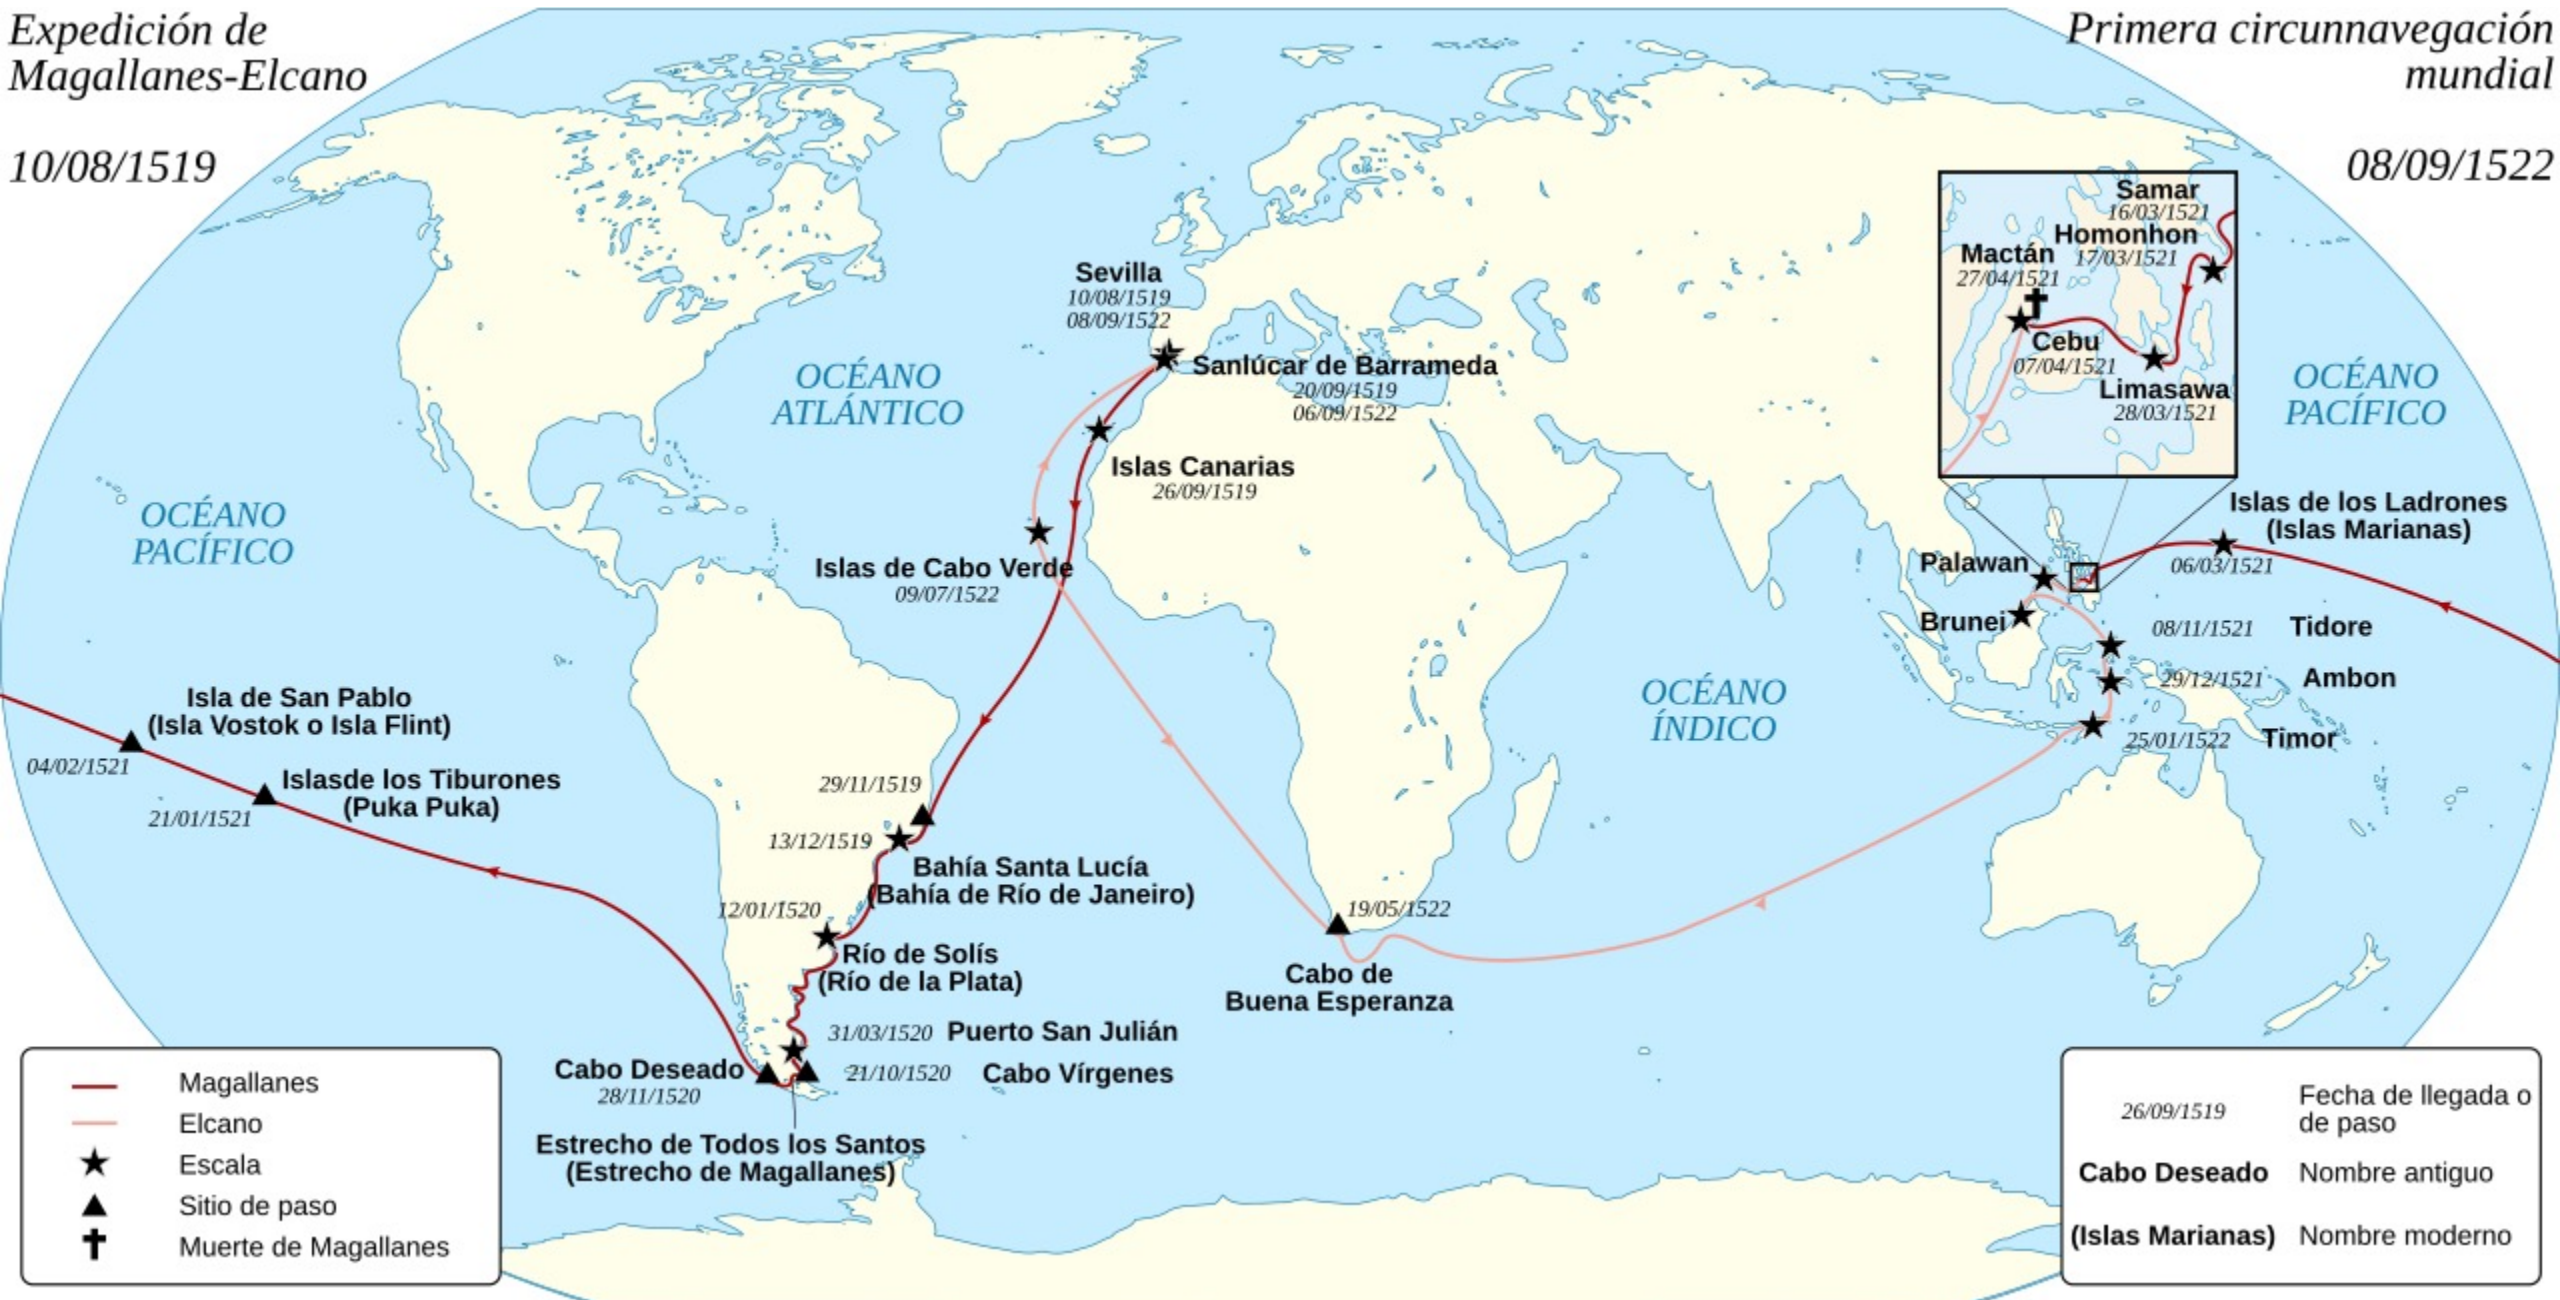 Expedición de
Magallanes-Elcano
10/08/1519
Primera circunnavegación
mundial
08/09/1522
Samar
16/03/1521
Homonhon
17/03/1521
Mactán
27/04/1521
Cebu
07/04/1521
Limasawa
28/03/1521
Sevilla
10/08/1519
08/09/1522
Sanlúcar de Barrameda
20/09/1519
06/09/1522
OCÉANO
ATLÁNTICO
OCÉANO
PACÍFICO
Islas Canarias
26/09/1519
OCÉANO
PACÍFICO
Islas de los Ladrones
(Islas Marianas)
06/03/1521
Islas de Cabo Verde
09/07/1522
Palawan
Brunei
08/11/1521 Tidore
29/12/1521 Ambon
25/01/1522 Timor
OCÉANO
ÍNDICO
Isla de San Pablo
(Isla Vostok o Isla Flint)
04/02/1521
Islasde los Tiburones
(Puka Puka)
21/01/1521
29/11/1519
13/12/1519
Bahía Santa Lucía
(Bahía de Río de Janeiro)
12/01/1520
Río de Solís
(Río de la Plata)
19/05/1522
Cabo de
Buena Esperanza
31/03/1520 Puerto San Julián
21/10/1520 Cabo Vírgenes
Cabo Deseado
28/11/1520
Estrecho de Todos los Santos
(Estrecho de Magallanes)
Magallanes
Elcano
Escala
Sitio de paso
Muerte de Magallanes
26/09/1519 Fecha de llegada o
de paso
Cabo Deseado Nombre antiguo
(Islas Marianas) Nombre moderno